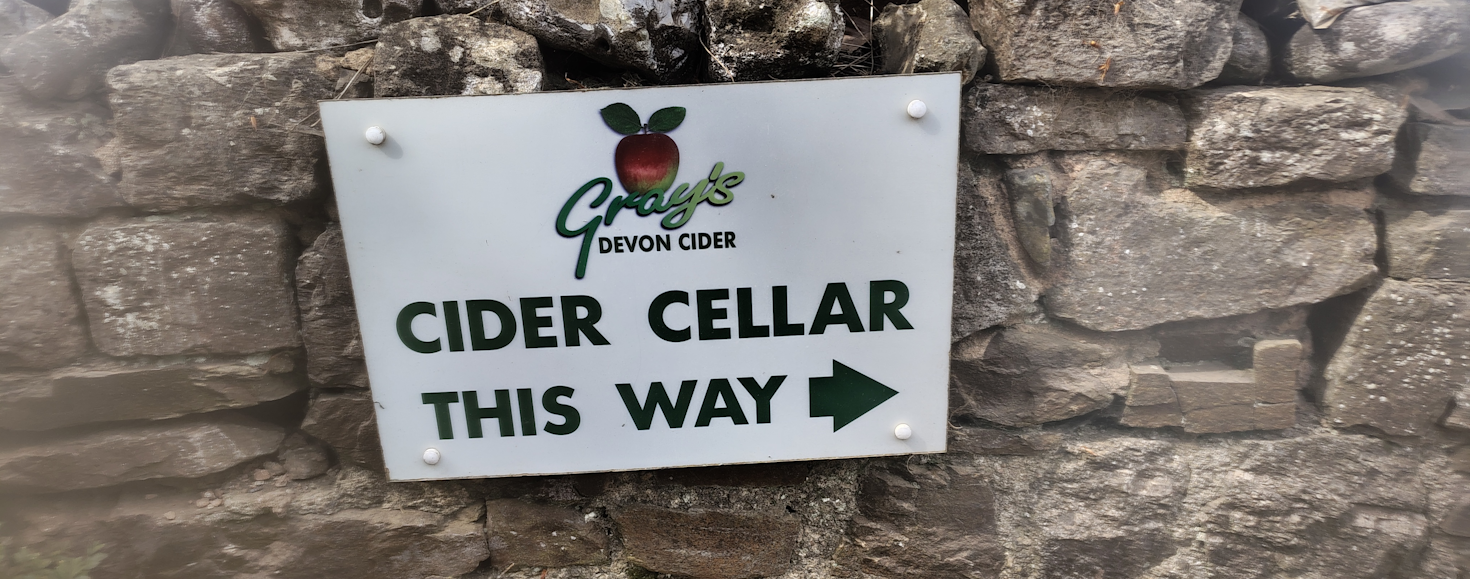 Gray's
DEVON CIDER
CIDER CELLAR
THIS WAY